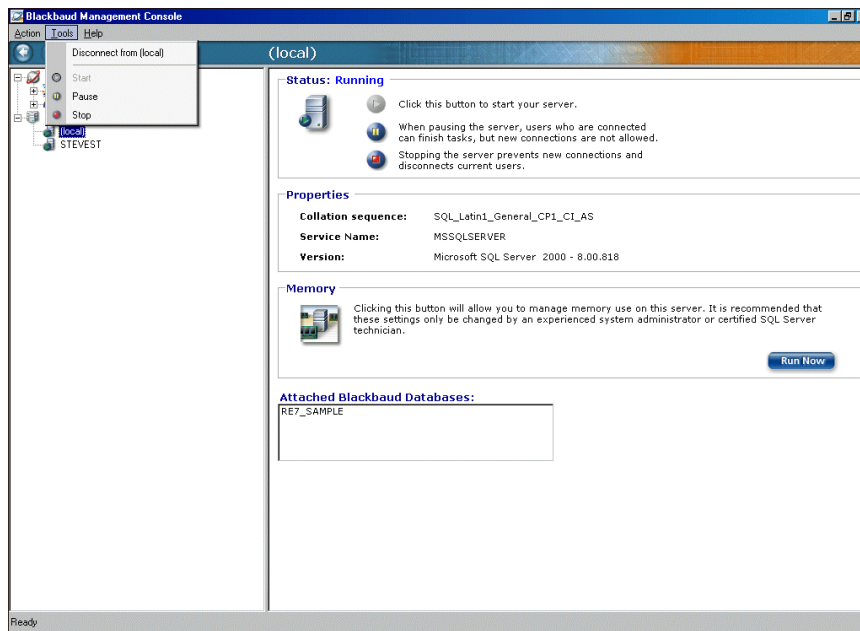 Blackbaud Management Console
Action Tools Help
Disconnect from (local)
Start
Pause
Stop
(local)
STEVEST
(local)
Status: Running
Click this button to start your server.
When pausing the server, users who are connected
can finish tasks, but new connections are not allowed.
Stopping the server prevents new connections and
disconnects current users.
Properties
Collation sequence: SQL_Latin1_General_CP1_CI_AS
Service Name: MSSQLSERVER
Version: Microsoft SQL Server 2000 - 8.00.818
Memory
Clicking this button will allow you to manage memory use on this server. It is recommended that
these settings only be changed by an experienced system administrator or certified SQL Server
technician.
Run Now
Attached Blackbaud Databases:
RE7_SAMPLE
Ready